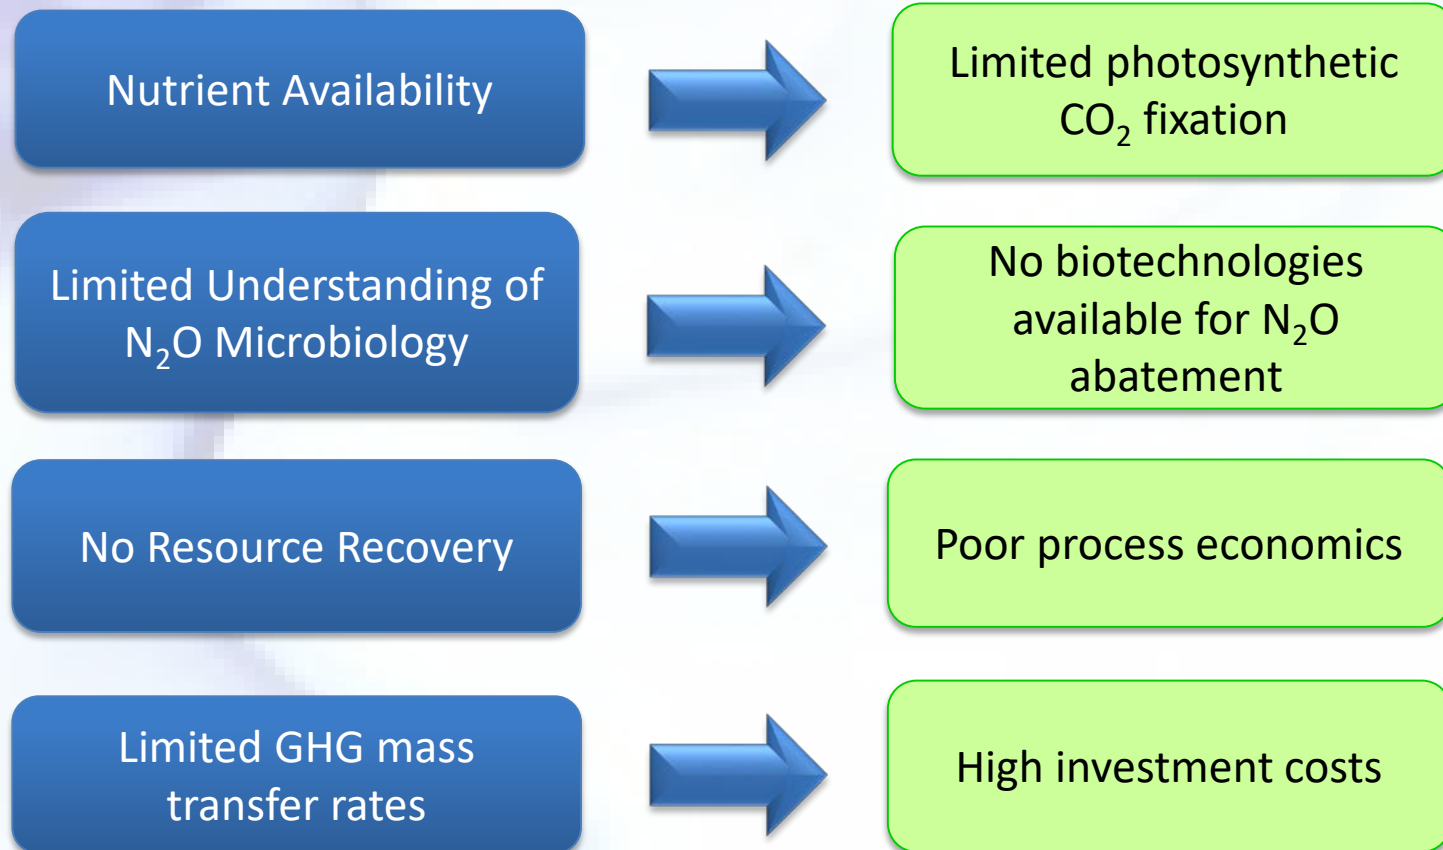 Nutrient Availability
Limited photosynthetic
CO₂ fixation
Limited Understanding of
N₂O Microbiology
No biotechnologies
available for N₂O
abatement
No Resource Recovery
Poor process economics
Limited GHG mass
transfer rates
High investment costs